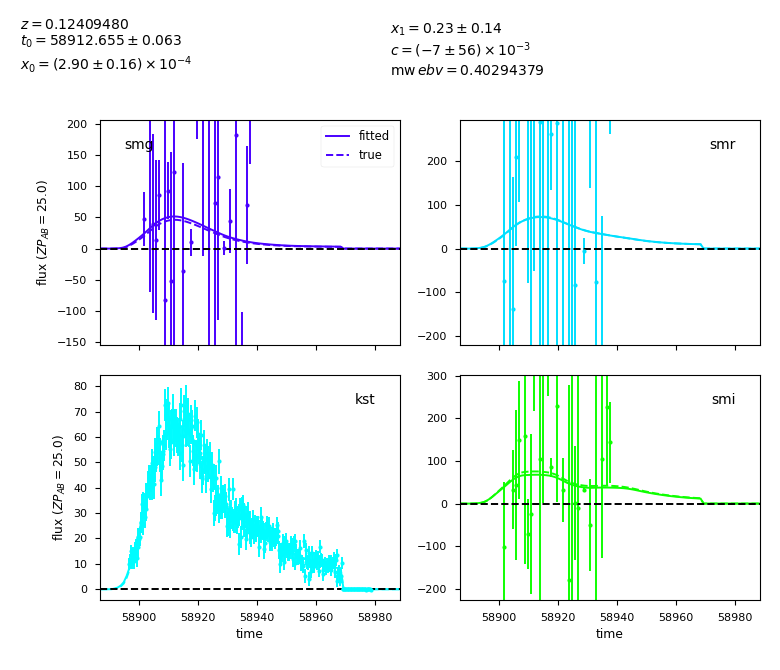 z = 0.12409480
t₀ = 58912.655 ± 0.063
x₀ = (2.90 ± 0.16) × 10⁻⁴
x₁ = 0.23 ± 0.14
c = (−7 ± 56) × 10⁻³
mw ebv = 0.40294379
smg
fitted
true
200
150
100
50
0
−50
−100
−150
flux (ZP_AB = 25.0)
smr
200
100
0
−100
−200
kst
80
70
60
50
40
30
20
10
0
flux (ZP_AB = 25.0)
58900 58920 58940 58960 58980
time
smi
300
200
100
0
−100
−200
58900 58920 58940 58960 58980
time